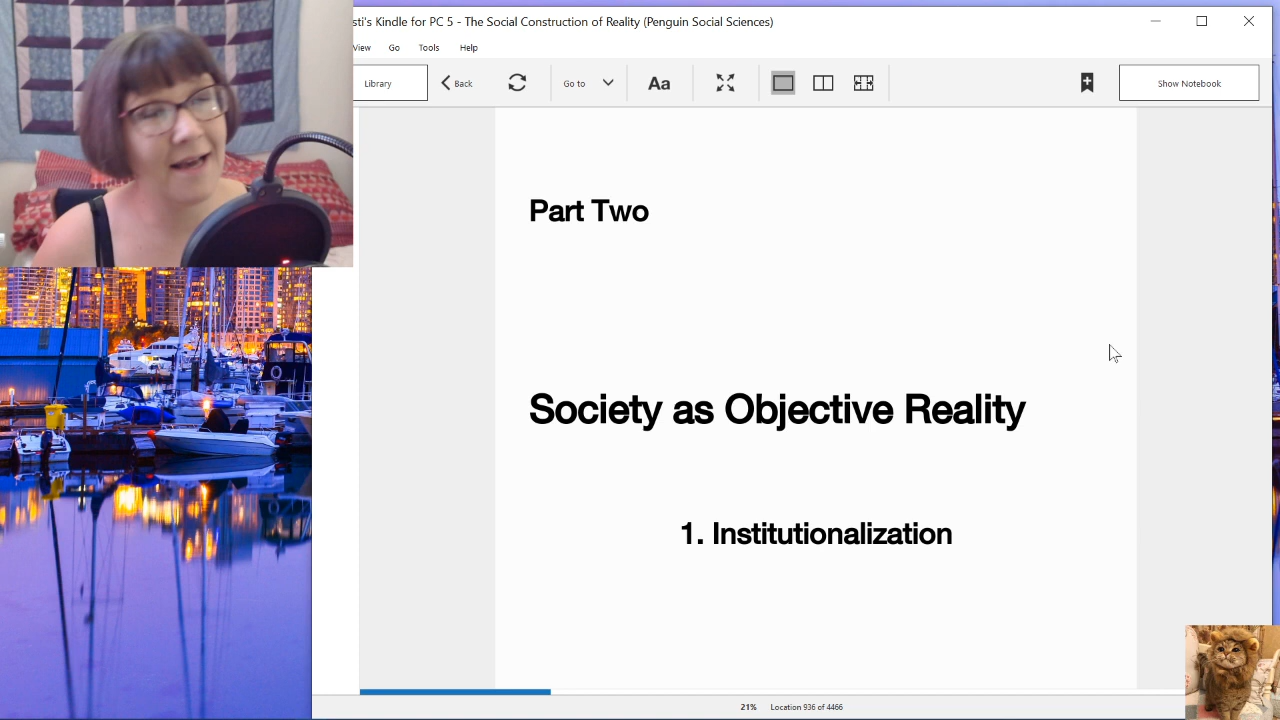 sti's Kindle for PC 5 - The Social Construction of Reality (Penguin Social Sciences)
View Go Tools Help
Library Back Go to Aa Show Notebook
Part Two
Society as Objective Reality
1. Institutionalization
21% Location 936 of 4466